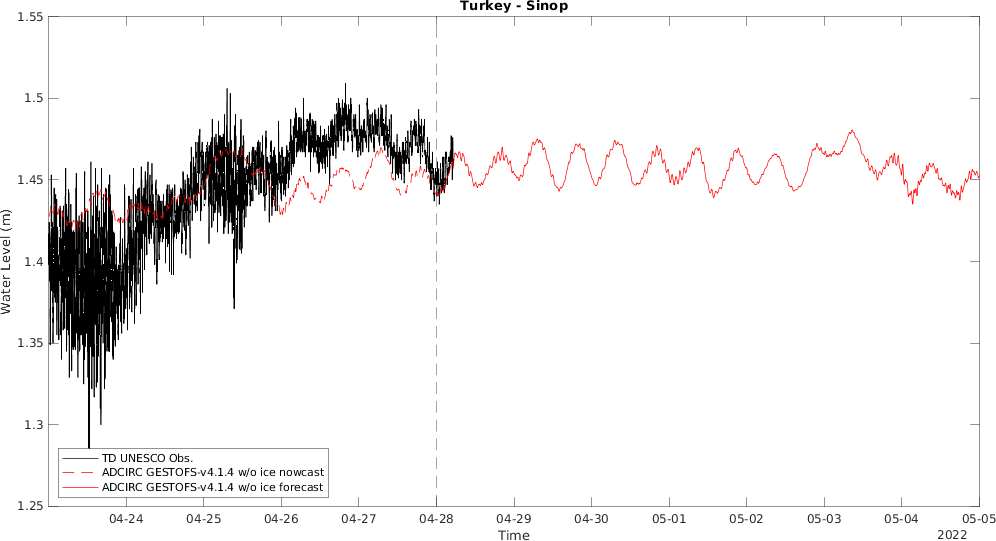 Turkey - Sinop
1.55
1.5
1.45
1.4
1.35
1.3
1.25
Water Level (m)
TD UNESCO Obs.
ADCIRC GESTOFS-v4.1.4 w/o ice nowcast
ADCIRC GESTOFS-v4.1.4 w/o ice forecast
04-24 04-25 04-26 04-27 04-28 04-29 04-30 05-01 05-02 05-03 05-04 05-05
Time
2022